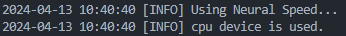 2024-04-13 10:40:40 [INFO] Using Neural Speed...
2024-04-13 10:40:40 [INFO] cpu device is used.